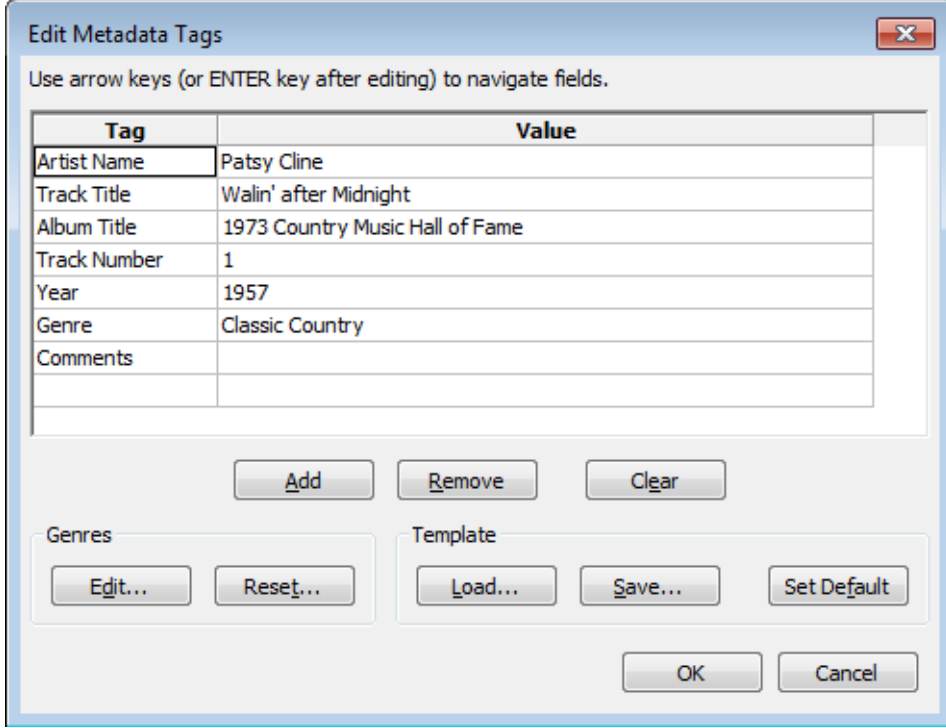 Edit Metadata Tags
Use arrow keys (or ENTER key after editing) to navigate fields.
Tag Value
Artist Name Patsy Cline
Track Title Walin' after Midnight
Album Title 1973 Country Music Hall of Fame
Track Number 1
Year 1957
Genre Classic Country
Comments
Add Remove Clear
Genres Template
Edit... Reset... Load... Save... Set Default
OK Cancel